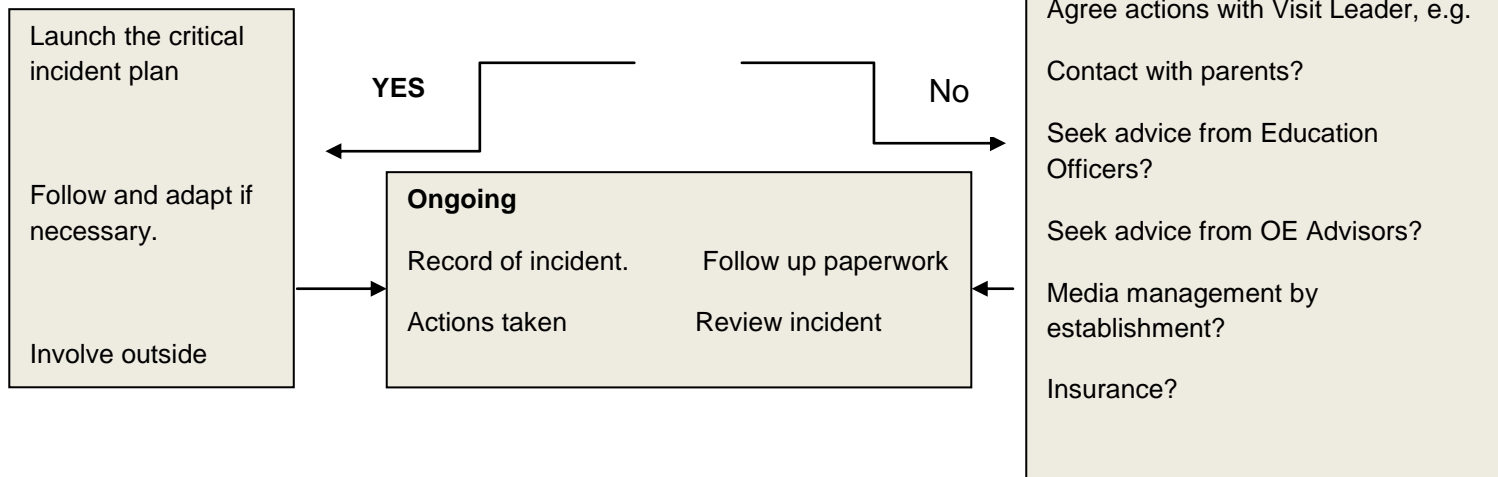 Launch the critical
incident plan
Follow and adapt if
necessary.
Involve outside
YES
No
Ongoing
Record of incident. Follow up paperwork
Actions taken Review incident
Agree actions with Visit Leader, e.g.
Contact with parents?
Seek advice from Education
Officers?
Seek advice from OE Advisors?
Media management by
establishment?
Insurance?